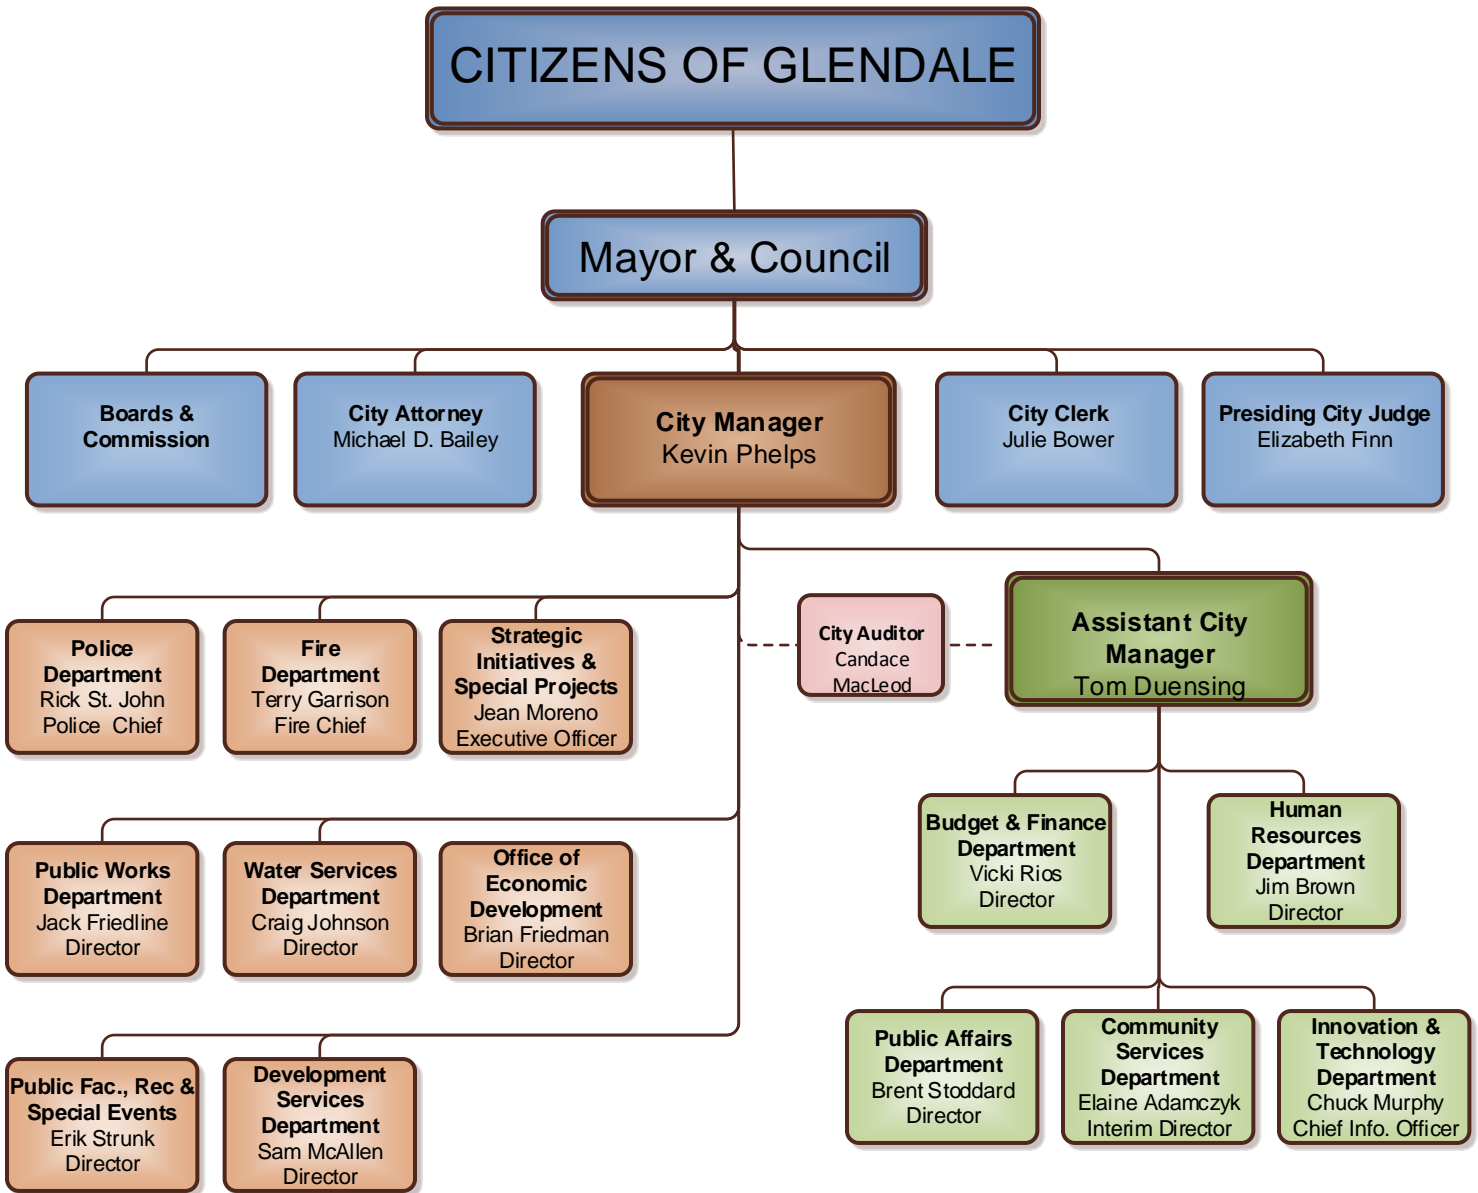 CITIZENS OF GLENDALE
Mayor & Council
Boards &
Commission
City Attorney
Michael D. Bailey
City Manager
Kevin Phelps
City Clerk
Julie Bower
Presiding City Judge
Elizabeth Finn
Police
Department
Rick St. John
Police Chief
Fire
Department
Terry Garrison
Fire Chief
Strategic
Initiatives &
Special Projects
Jean Moreno
Executive Officer
City Auditor
Candace
MacLeod
Assistant City
Manager
Tom Duensing
Public Works
Department
Jack Friedline
Director
Water Services
Department
Craig Johnson
Director
Office of
Economic
Development
Brian Friedman
Director
Budget & Finance
Department
Vicki Rios
Director
Human
Resources
Department
Jim Brown
Director
Public Fac., Rec &
Special Events
Erik Strunk
Director
Development
Services
Department
Sam McAllen
Director
Public Affairs
Department
Brent Stoddard
Director
Community
Services
Department
Elaine Adamczyk
Interim Director
Innovation &
Technology
Department
Chuck Murphy
Chief Info. Officer